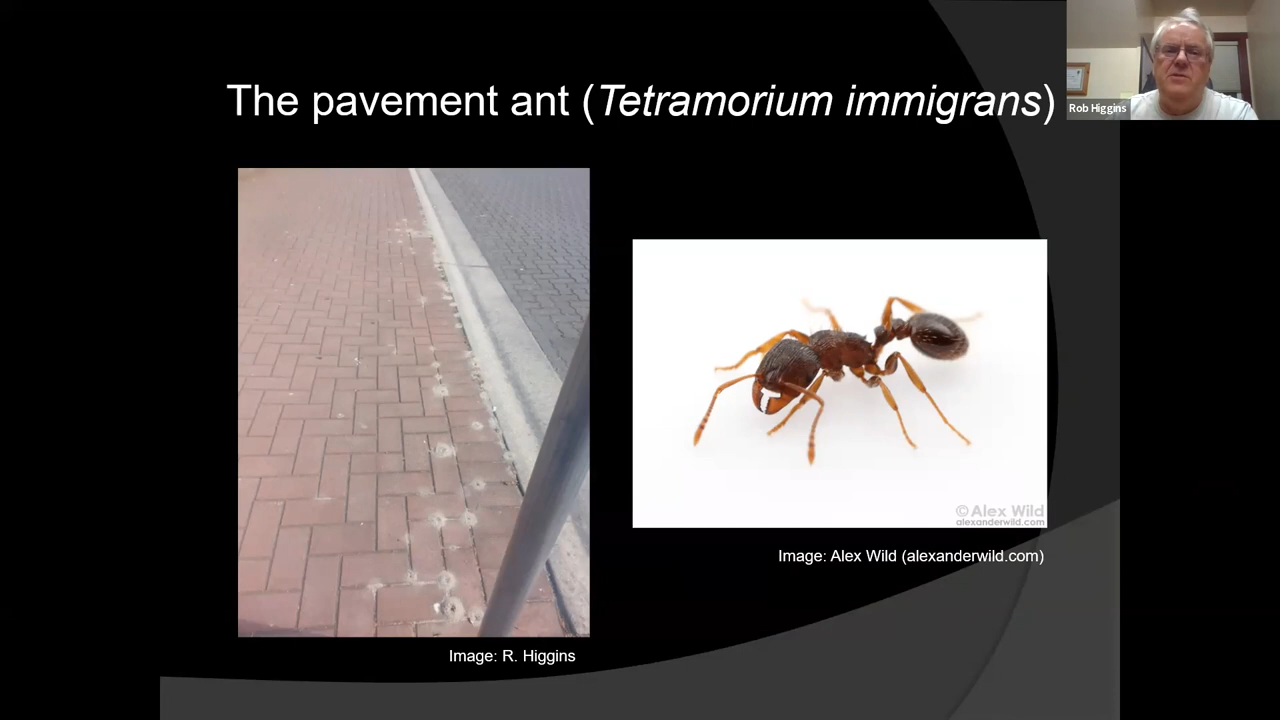 The pavement ant (Tetramorium immigrans)
Rob Higgins
© Alex Wild
alexanderwild.com
Image: Alex Wild (alexanderwild.com)
Image: R. Higgins